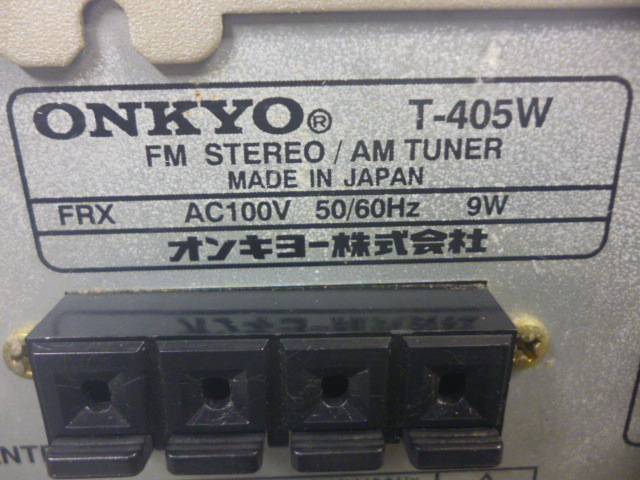 ONKYO® T-405W
FM STEREO / AM TUNER
MADE IN JAPAN
FRX AC100V 50/60Hz 9W
オンキヨー株式会社